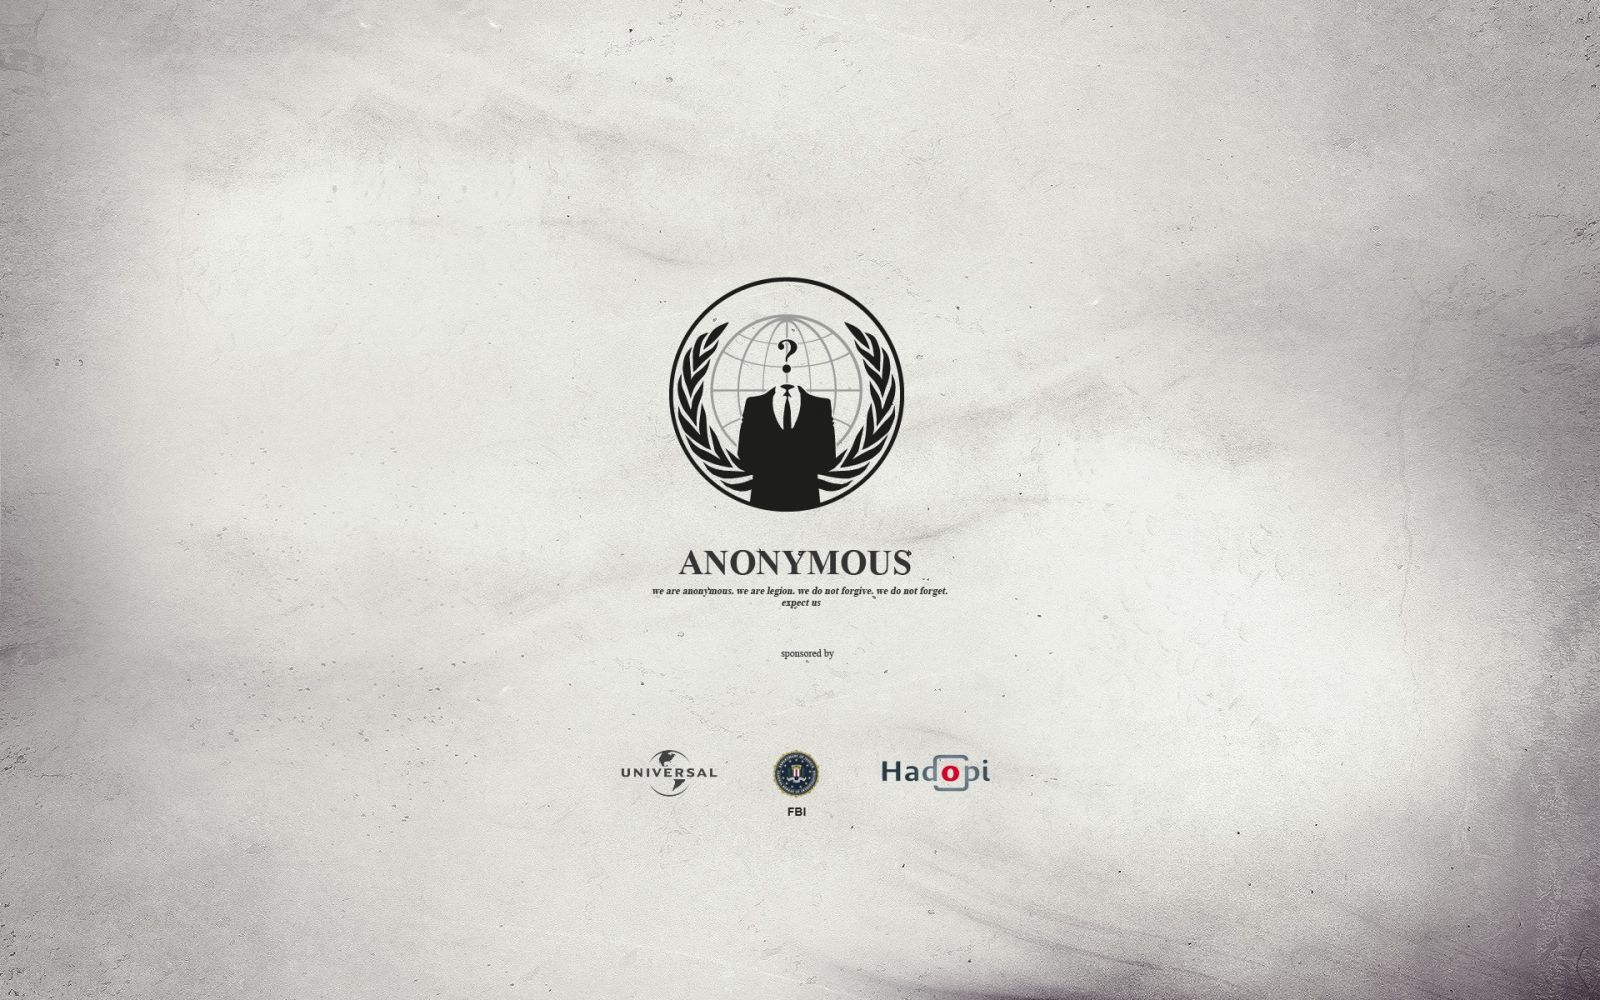 ?
ANONYMOUS
we are anonymous. we are legion. we do not forgive. we do not forget.
expect us
sponsored by
UNIVERSAL
Hadopi
FBI